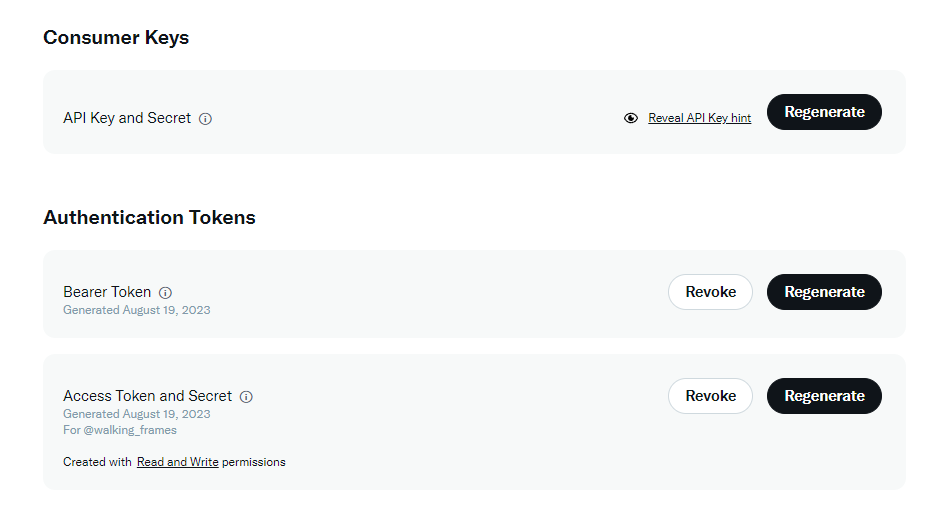 Consumer Keys
API Key and Secret
Reveal API Key hint
Regenerate
Authentication Tokens
Bearer Token
Generated August 19, 2023
Revoke
Regenerate
Access Token and Secret
Generated August 19, 2023
For @walking_frames
Created with Read and Write permissions
Revoke
Regenerate